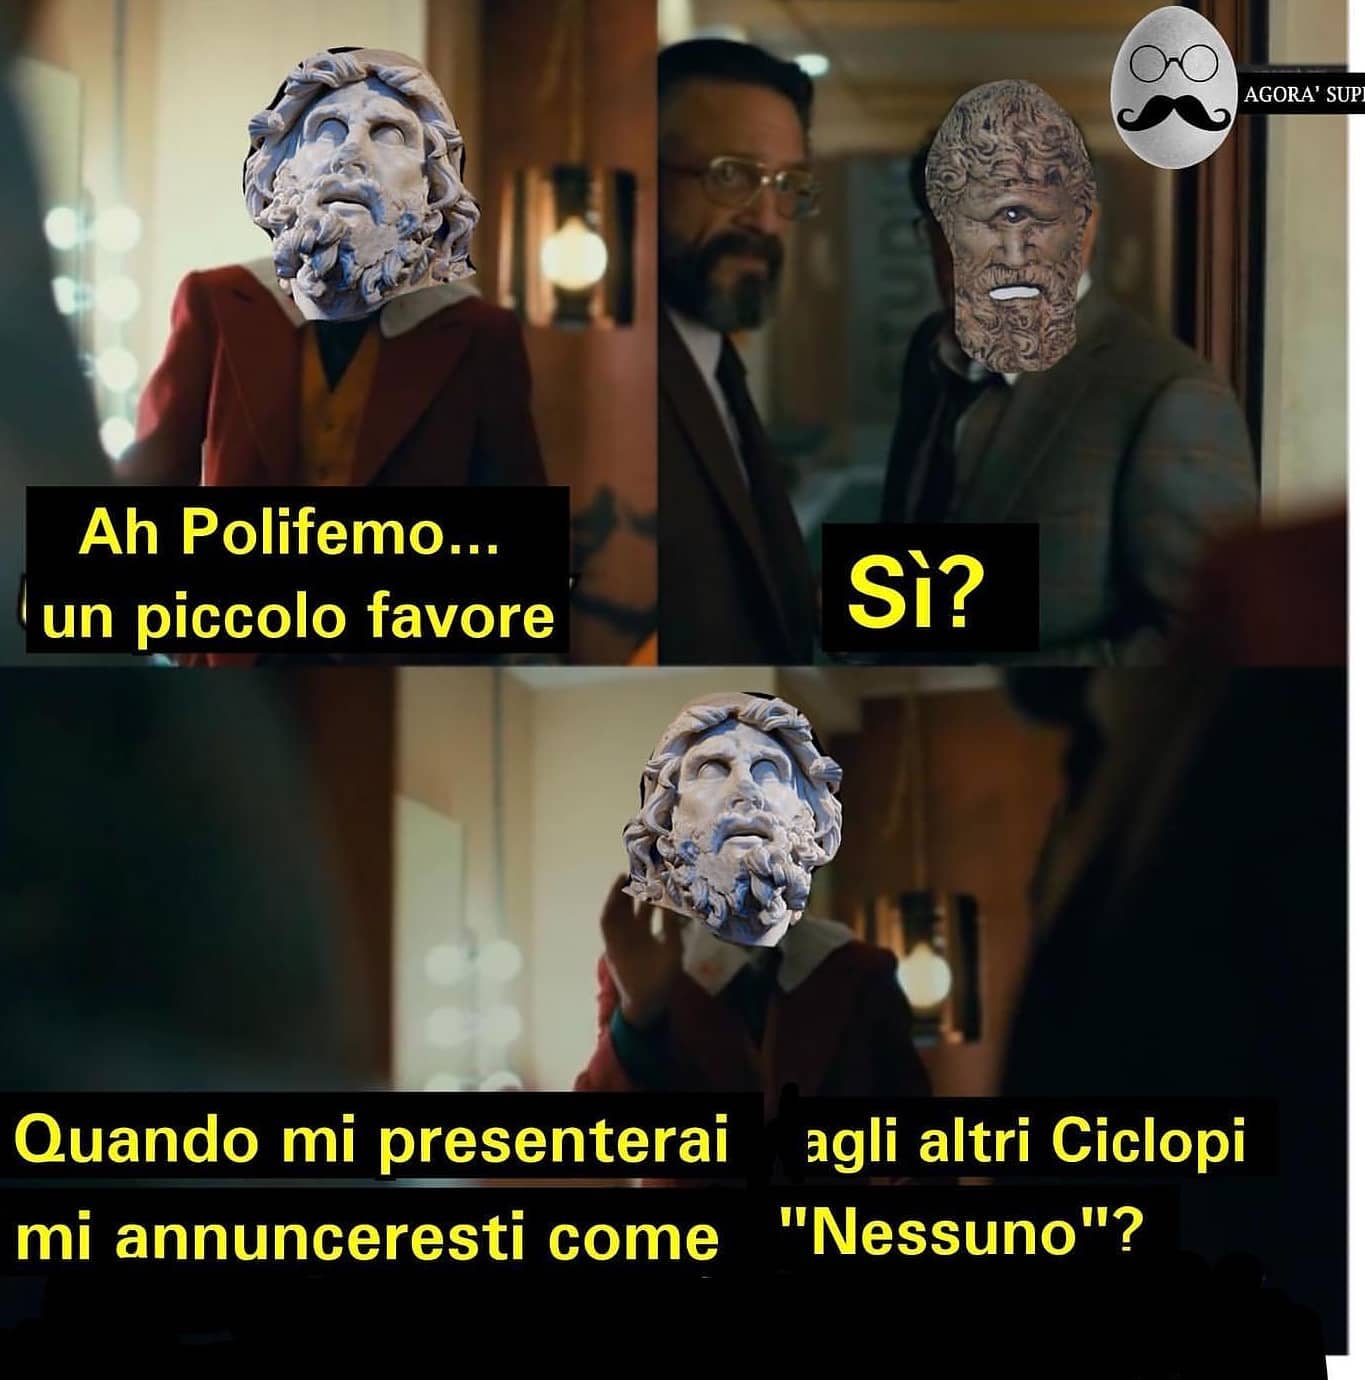 AGORA' SUP
Ah Polifemo...
un piccolo favore
Sì?
Quando mi presenterai agli altri Ciclopi
mi annunceresti come "Nessuno"?